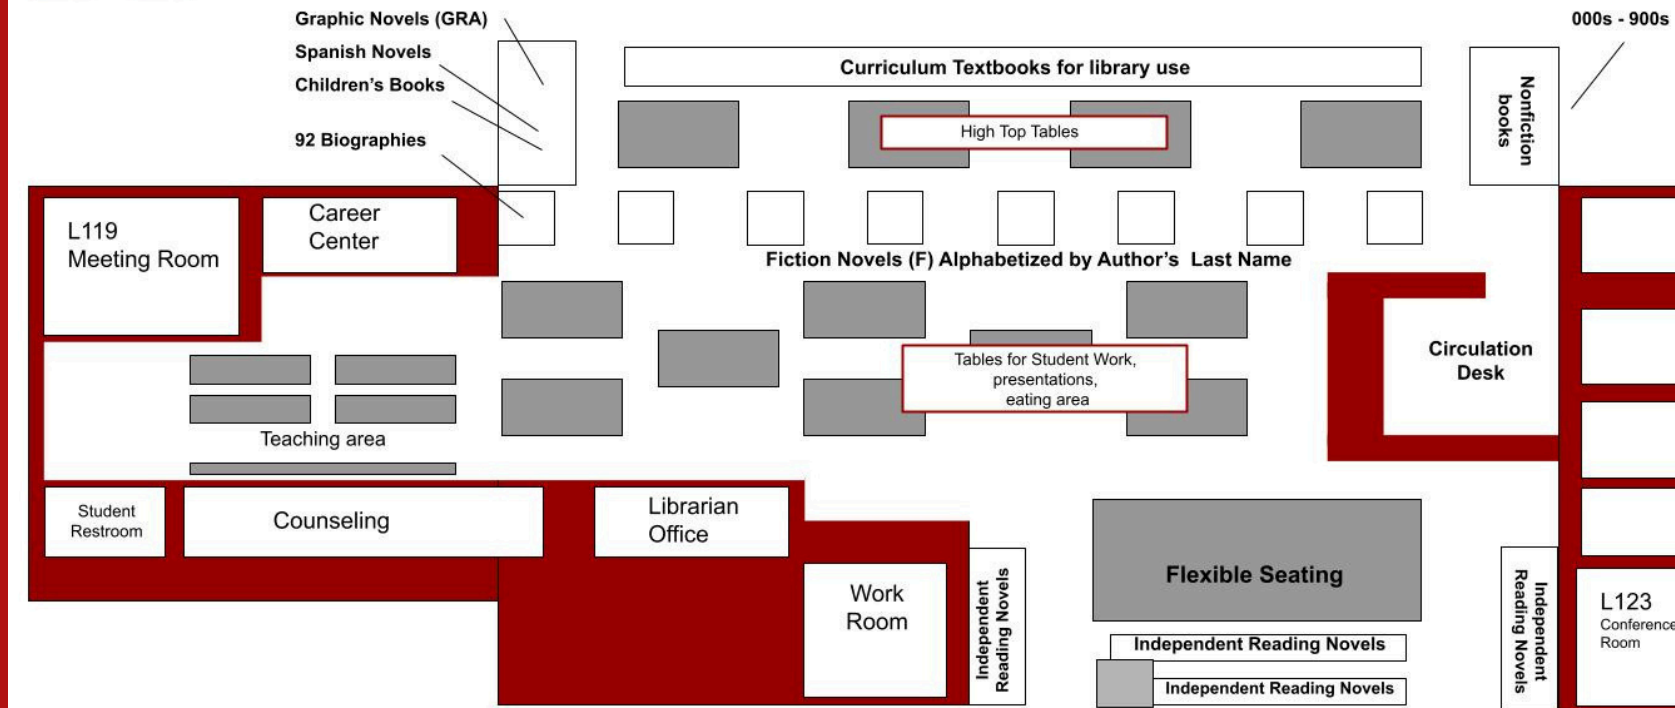 Graphic Novels (GRA)
Spanish Novels
Children's Books
92 Biographies
000s - 900s
Curriculum Textbooks for library use
High Top Tables
Nonfiction
books
L119
Meeting Room
Career
Center
Fiction Novels (F) Alphabetized by Author's Last Name
Tables for Student Work,
presentations,
eating area
Circulation
Desk
Teaching area
Student
Restroom
Counseling
Librarian
Office
Work
Room
Independent
Reading Novels
Flexible Seating
Independent Reading Novels
Independent Reading Novels
Independent
Reading Novels
L123
Conference
Room